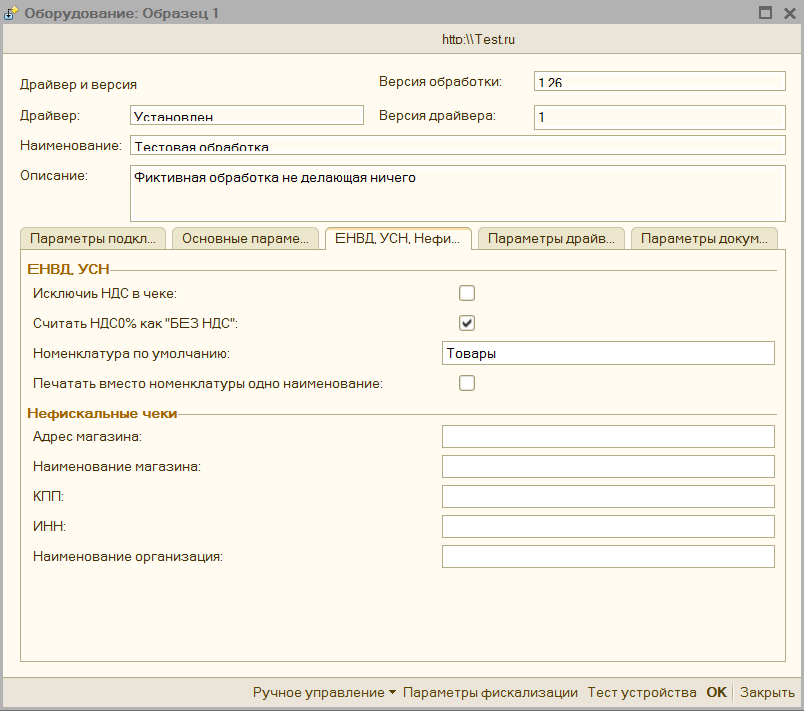 Оборудование: Образец 1
http:\\Test.ru
Драйвер и версия
Версия обработки: 1.26
Драйвер: Установлен Версия драйвера: 1
Наименование: Тестовая обработка
Описание: Фиктивная обработка не делающая ничего
Параметры подкл... Основные параме... ЕНВД, УСН, Нефи... Параметры драйв... Параметры докум...
ЕНВД, УСН
Исключиь НДС в чеке:
Считать НДС0% как "БЕЗ НДС":
Номенклатура по умолчанию: Товары
Печатать вместо номенклатуры одно наименование:
Нефискальные чеки
Адрес магазина:
Наименование магазина:
КПП:
ИНН:
Наименование организация:
Ручное управление Параметры фискализации Тест устройства OK Закрыть